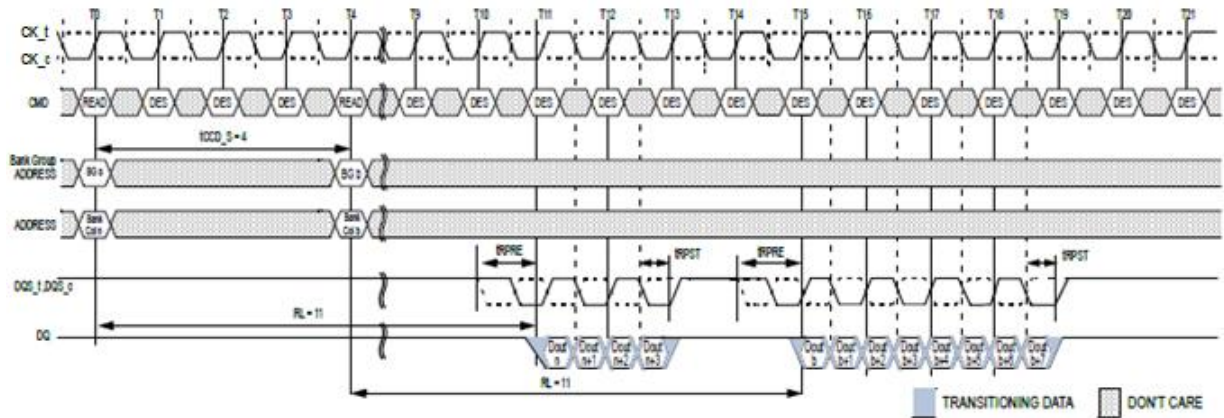 T0 T1 T2 T3 T4 T9 T10 T11 T12 T13 T14 T15 T16 T17 T18 T19 T20 T21
CK_t
CK_c
CMD READ DES DES DES READ DES DES DES DES DES DES DES DES DES DES DES DES DES
tCCD_S = 4
Bank Group
ADDRESS BG a BG b
ADDRESS Bank Col n Bank Col b
tRPRE tRPST tRPRE tRPST
DQS_t,DQS_c
RL = 11
DQ Dout n Dout n+1 Dout n+2 Dout n+3 Dout b Dout b+1 Dout b+2 Dout b+3 Dout b+4 Dout b+5 Dout b+6 Dout b+7
RL = 11
TRANSITIONING DATA DON'T CARE